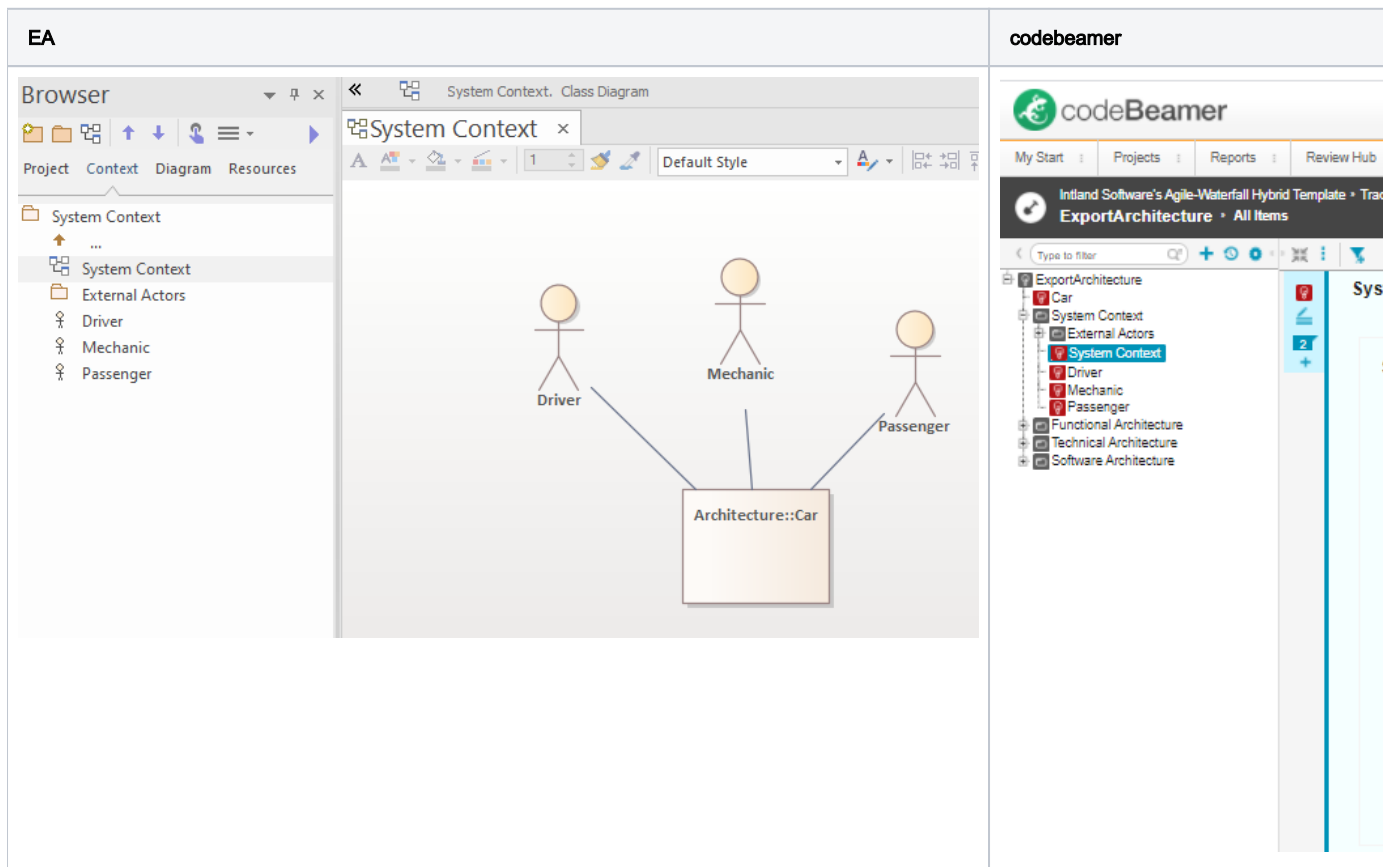 EA
codebeamer
Browser
System Context. Class Diagram
System Context ×
Project Context Diagram Resources
A 1 Default Style A
System Context
...
System Context
External Actors
Driver
Mechanic
Passenger
Driver
Mechanic
Passenger
Architecture::Car
codeBeamer
My Start Projects Reports Review Hub
Intland Software's Agile-Waterfall Hybrid Template • Trac
ExportArchitecture • All Items
Type to filter
ExportArchitecture
Car
System Context
External Actors
System Context
Driver
Mechanic
Passenger
Functional Architecture
Technical Architecture
Software Architecture
2
Sys